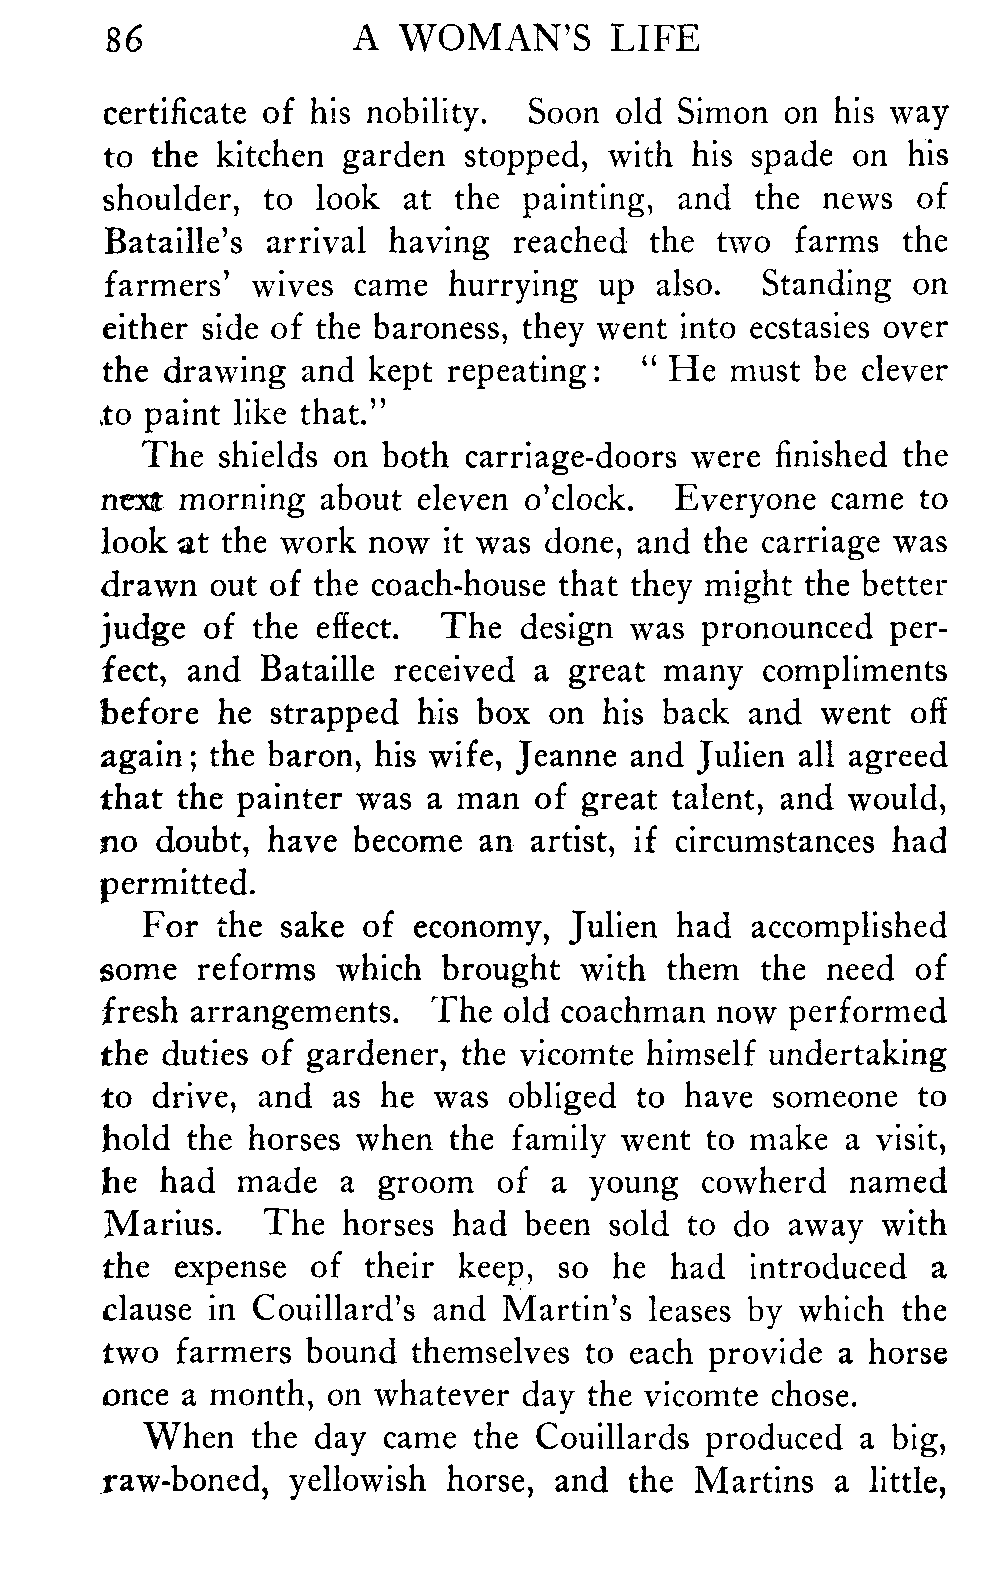 86 A WOMAN'S LIFE
certificate of his nobility. Soon old Simon on his way
to the kitchen garden stopped, with his spade on his
shoulder, to look at the painting, and the news of
Bataille's arrival having reached the two farms the
farmers' wives came hurrying up also. Standing on
either side of the baroness, they went into ecstasies over
the drawing and kept repeating: "He must be clever
to paint like that."
The shields on both carriage-doors were finished the
next morning about eleven o'clock. Everyone came to
look at the work now it was done, and the carriage was
drawn out of the coach-house that they might the better
judge of the effect. The design was pronounced per-
fect, and Bataille received a great many compliments
before he strapped his box on his back and went off
again; the baron, his wife, Jeanne and Julien all agreed
that the painter was a man of great talent, and would,
no doubt, have become an artist, if circumstances had
permitted.
For the sake of economy, Julien had accomplished
some reforms which brought with them the need of
fresh arrangements. The old coachman now performed
the duties of gardener, the vicomte himself undertaking
to drive, and as he was obliged to have someone to
hold the horses when the family went to make a visit,
he had made a groom of a young cowherd named
Marius. The horses had been sold to do away with
the expense of their keep, so he had introduced a
clause in Couillard's and Martin's leases by which the
two farmers bound themselves to each provide a horse
once a month, on whatever day the vicomte chose.
When the day came the Couillards produced a big,
raw-boned, yellowish horse, and the Martins a little,